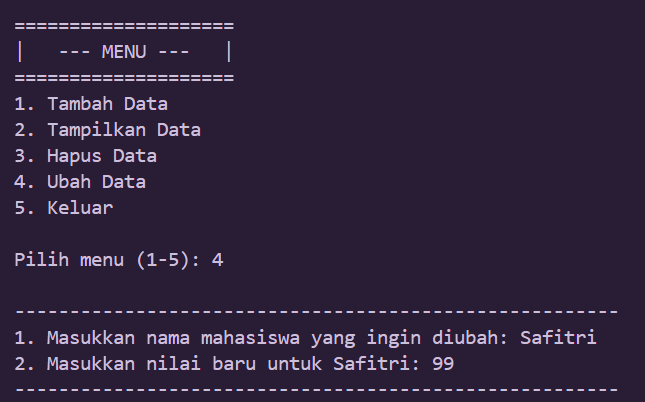 ====================
|   --- MENU ---   |
====================
1. Tambah Data
2. Tampilkan Data
3. Hapus Data
4. Ubah Data
5. Keluar
Pilih menu (1-5): 4
-------------------------------------------------------
1. Masukkan nama mahasiswa yang ingin diubah: Safitri
2. Masukkan nilai baru untuk Safitri: 99
-------------------------------------------------------